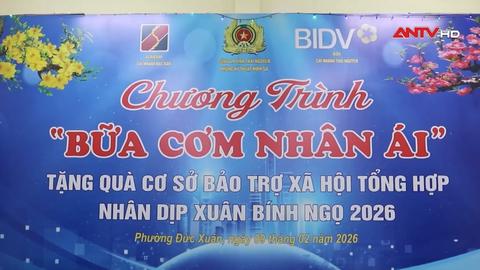 ANTV HD
BIDV
Chương Trình
"BỮA CƠM NHÂN ÁI"
TẶNG QUÀ CƠ SỞ BẢO TRỢ XÃ HỘI TỔNG HỢP
NHÂN DỊP XUÂN BÍNH NGỌ 2026
Phường Đức Xuân, ngày 09 tháng 02 năm 2026